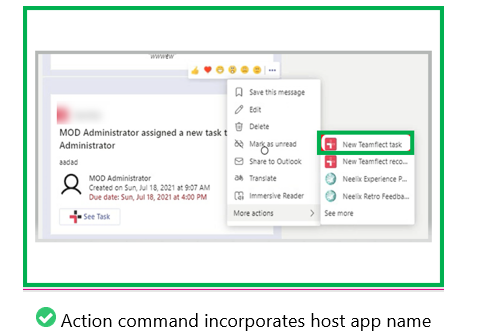 MOD Administrator assigned a new task t
Administrator
aadad
MOD Administrator
Created on Sun, Jul 18, 2021 at 9:07 AM
Due date: Sun, Jul 18, 2021 at 4:00 PM
See Task
Save this message
Edit
Delete
Mark as unread
Share to Outlook
Translate
Immersive Reader
More actions
New Teamflect task
New Teamflect reco...
Neelix Experience P...
Neelix Retro Feedba...
See more
Action command incorporates host app name